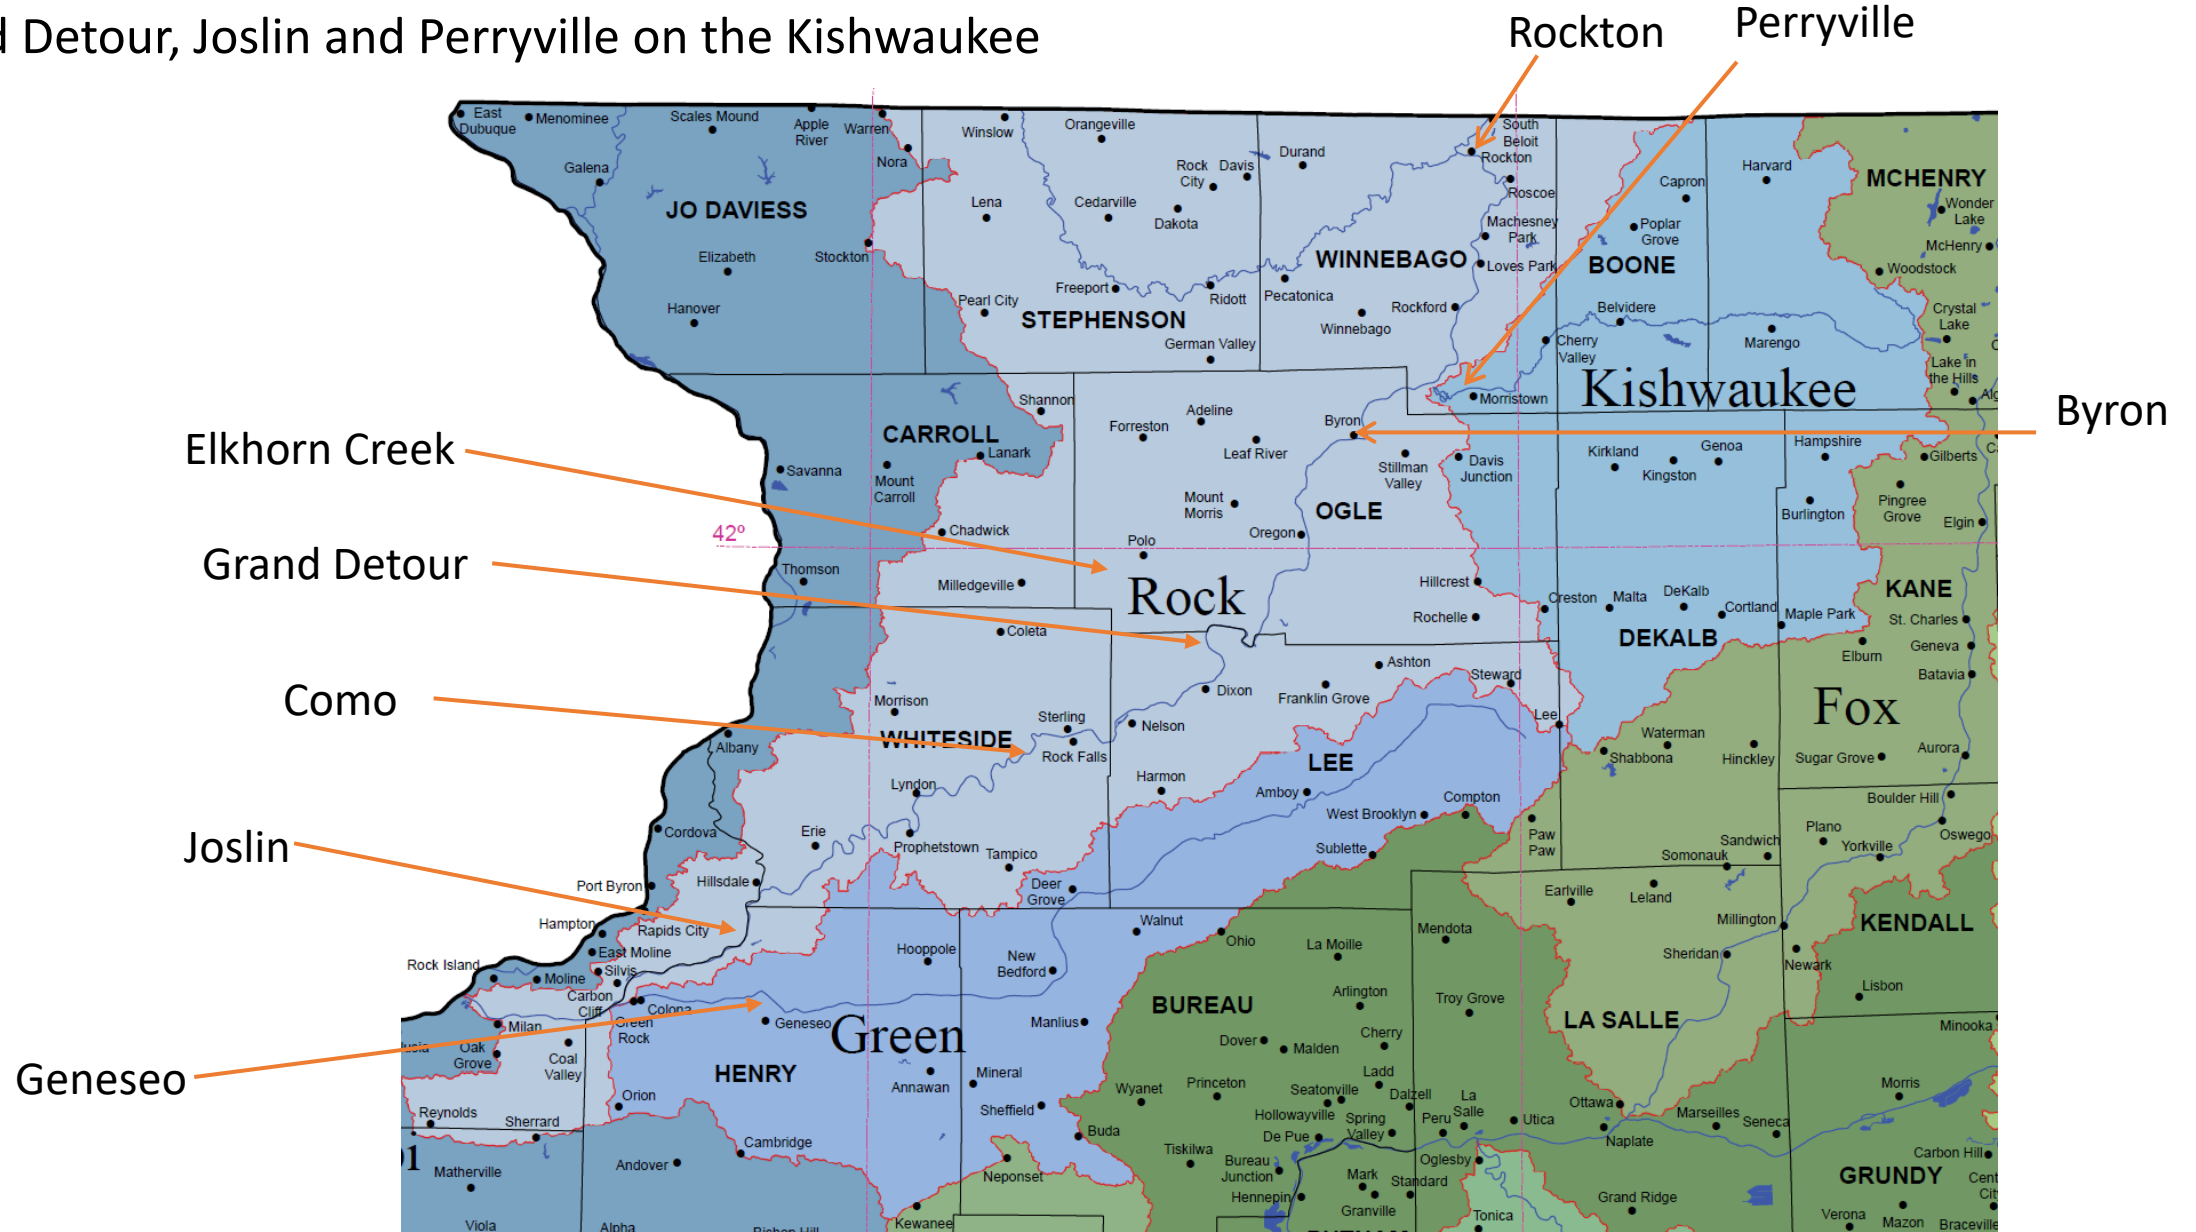 Detour, Joslin and Perryville on the Kishwaukee
Rockton
Perryville
East
Dubuque
Menominee
Scales Mound
Apple
River
Warren
Nora
Galena
JO DAVIESS
Elizabeth
Stockton
Hanover
Winslow
Orangeville
Rock
City
Davis
Durand
Lena
Cedarville
Dakota
Freeport
Ridott
Pecatonica
Pearl City
STEPHENSON
German Valley
WINNEBAGO
Winnebago
Rockford
South
Beloit
Rockton
Roscoe
Machesney
Park
Loves Park
Cherry
Valley
Morristown
Capron
Poplar
Grove
BOONE
Belvidere
Harvard
Marengo
Kishwaukee
MCHENRY
Wonder
Lake
McHenry
Woodstock
Crystal
Lake
Lake in
the Hills
Byron
Elkhorn Creek
Grand Detour
Como
Joslin
Geneseo
42º
CARROLL
Shannon
Lanark
Savanna
Mount
Carroll
Chadwick
Thomson
Milledgeville
Forreston
Adeline
Leaf River
Byron
Stillman
Valley
Davis
Junction
Mount
Morris
OGLE
Oregon
Polo
Rock
Hillcrest
Rochelle
Kirkland
Kingston
Genoa
Hampshire
Burlington
Gilberts
Pingree
Grove
Elgin
Creston
Malta
DeKalb
Cortland
Maple Park
DEKALB
KANE
St. Charles
Geneva
Batavia
Elburn
Fox
Coleta
Morrison
WHITESIDE
Sterling
Rock Falls
Lyndon
Albany
Cordova
Erie
Prophetstown
Tampico
Deer
Grove
Hillsdale
Port Byron
Dixon
Nelson
Ashton
Franklin Grove
Steward
Lee
LEE
Harmon
Amboy
West Brooklyn
Compton
Sublette
Paw
Paw
Waterman
Shabbona
Hinckley
Sugar Grove
Aurora
Boulder Hill
Oswego
Plano
Yorkville
Sandwich
Somonauk
Earlville
Leland
Millington
Sheridan
Newark
KENDALL
Lisbon
Minooka
LA SALLE
Mendota
Troy Grove
Hampton
Rapids City
East Moline
Silvis
Rock Island
Moline
Carbon
Cliff
Colona
Green
Rock
Milan
Oak
Grove
Coal
Valley
Orion
Reynolds
Sherrard
Matherville
Viola
Andover
Alpha
Cambridge
Bishop Hill
Geneseo
Green
HENRY
Hooppole
New
Bedford
Annawan
Mineral
Sheffield
Manlius
Walnut
Ohio
La Moille
BUREAU
Arlington
Dover
Malden
Cherry
Wyanet
Princeton
Seatonville
Ladd
Dalzell
Hollowayville
Spring
Valley
De Pue
Peru
La
Salle
Utica
Ottawa
Naplate
Marseilles
Seneca
Morris
Buda
Neponset
Kewanee
Tiskilwa
Bureau
Junction
Hennepin
Mark
Granville
Standard
Oglesby
Tonica
Grand Ridge
GRUNDY
Carbon Hill
Verona
Mazon
Braceville